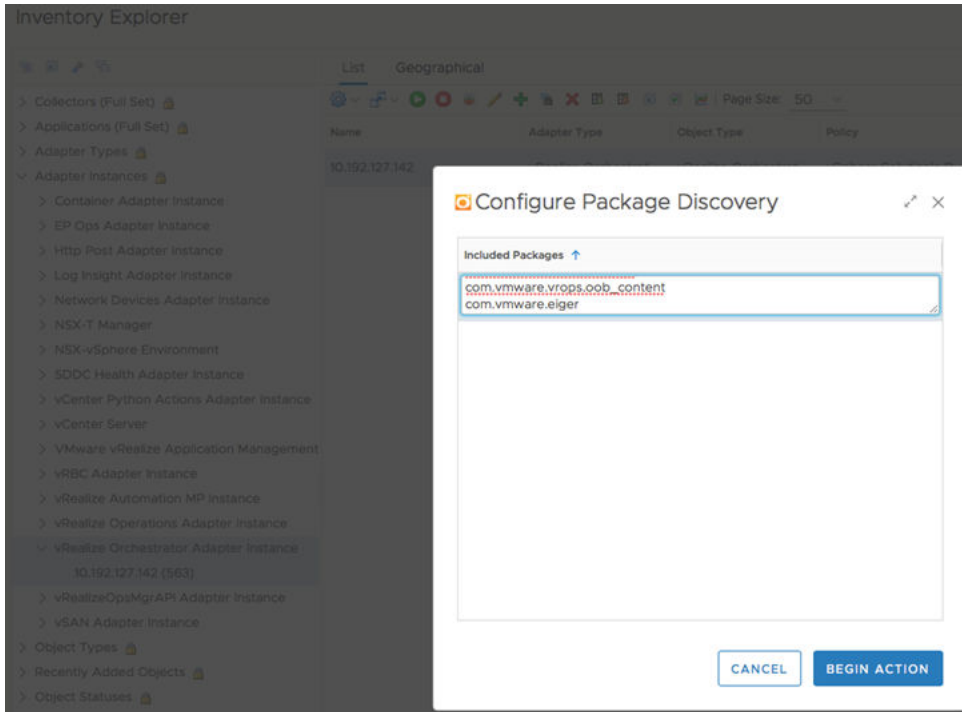 Inventory Explorer
List Geographical
Collectors (Full Set)
Applications (Full Set)
Adapter Types
Adapter Instances
Container Adapter Instance
EP Ops Adapter Instance
Http Post Adapter Instance
Log Insight Adapter Instance
Network Devices Adapter Instance
NSX-T Manager
NSX-vSphere Environment
SDDC Health Adapter Instance
vCenter Python Actions Adapter Instance
vCenter Server
VMware vRealize Application Management
vRBC Adapter Instance
vRealize Automation MP Instance
vRealize Operations Adapter Instance
vRealize Orchestrator Adapter Instance
10.192.127.142 (563)
vRealizeOpsMgrAPI Adapter Instance
vSAN Adapter Instance
Object Types
Recently Added Objects
Object Statuses
Page Size: 50
Name Adapter Type Object Type Policy
10.192.127.142
Configure Package Discovery
Included Packages
com.vmware.vrops.oob_content
com.vmware.eiger
CANCEL BEGIN ACTION